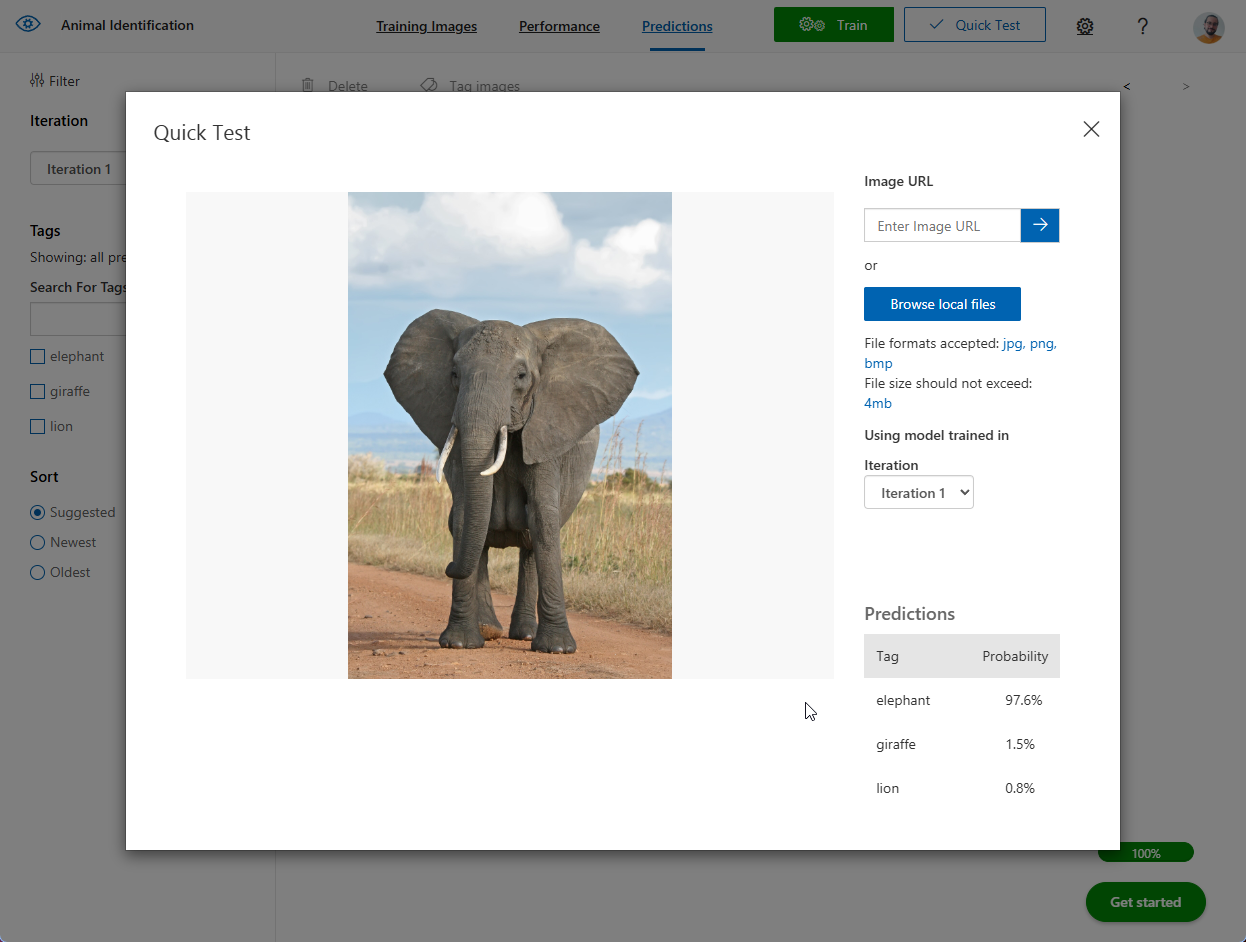 Animal Identification
Training Images
Performance
Predictions
Train
Quick Test
?
Filter
Delete
Tag images
<
>
Iteration
Iteration 1
Tags
Showing: all pre
Search For Tags
elephant
giraffe
lion
Sort
Suggested
Newest
Oldest
Quick Test
Image URL
Enter Image URL
or
Browse local files
File formats accepted: jpg, png,
bmp
File size should not exceed:
4mb
Using model trained in
Iteration
Iteration 1
Predictions
Tag Probability
elephant 97.6%
giraffe 1.5%
lion 0.8%
100%
Get started